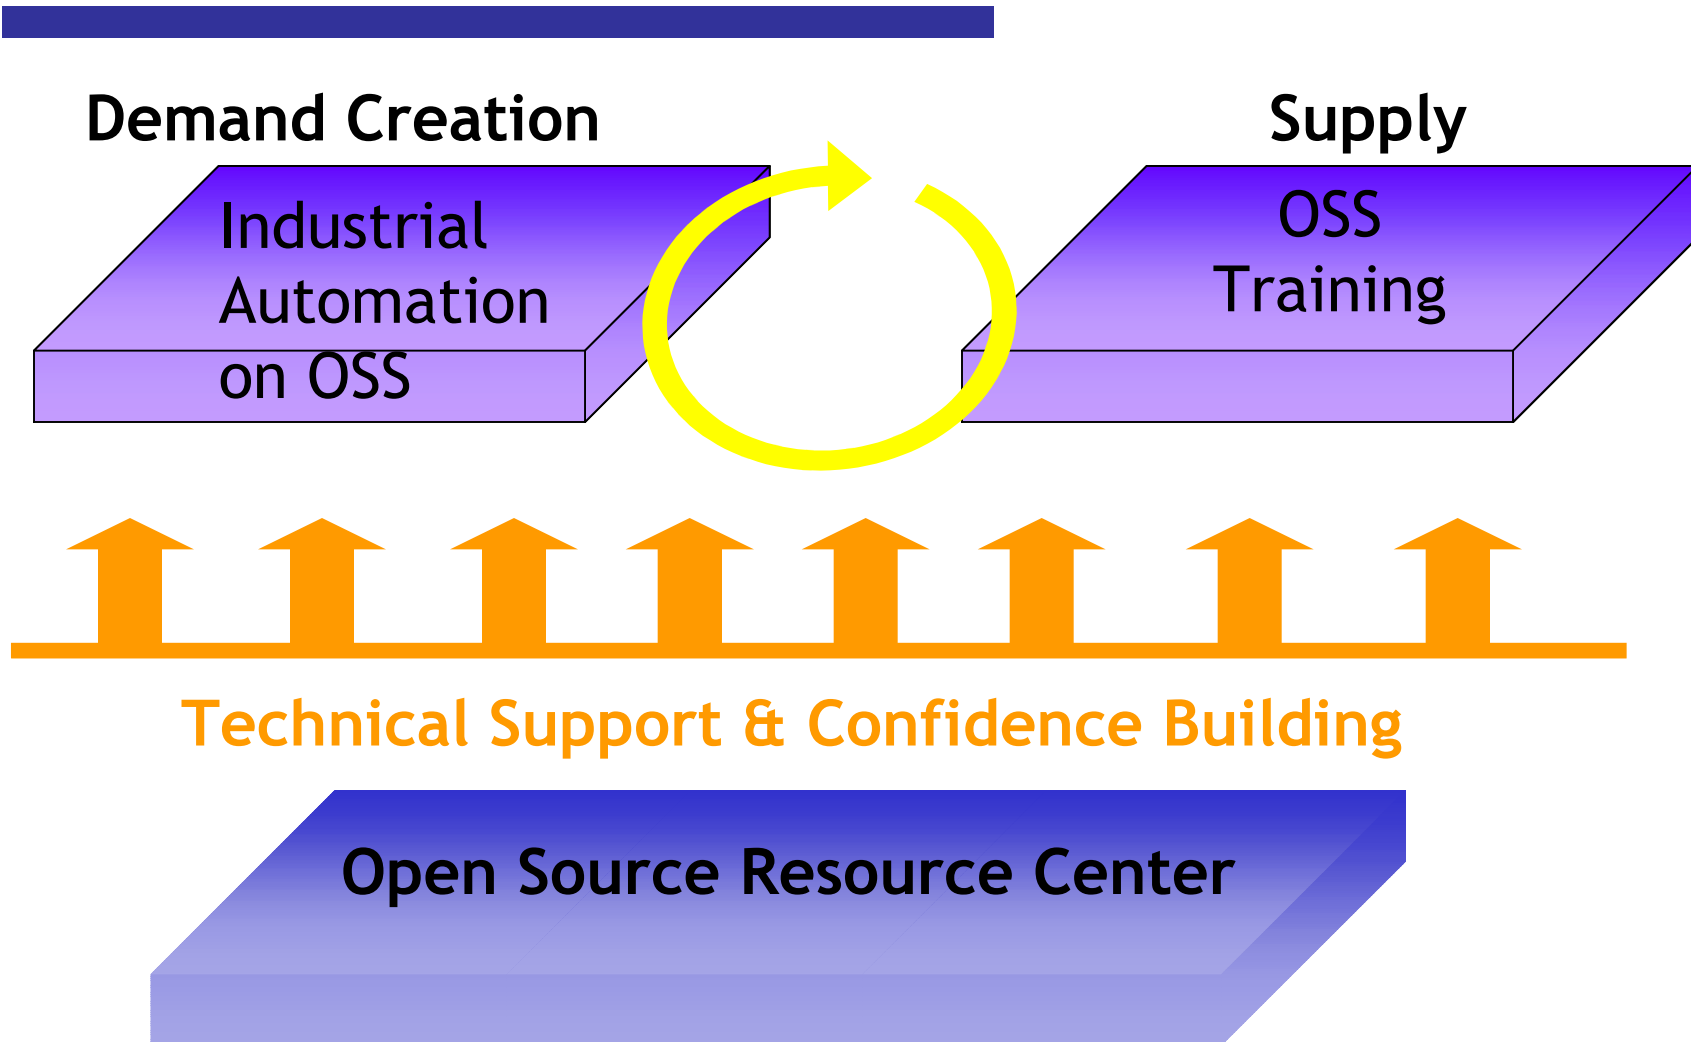 Demand Creation
Supply
Industrial
Automation
on OSS
OSS
Training
Technical Support & Confidence Building
Open Source Resource Center